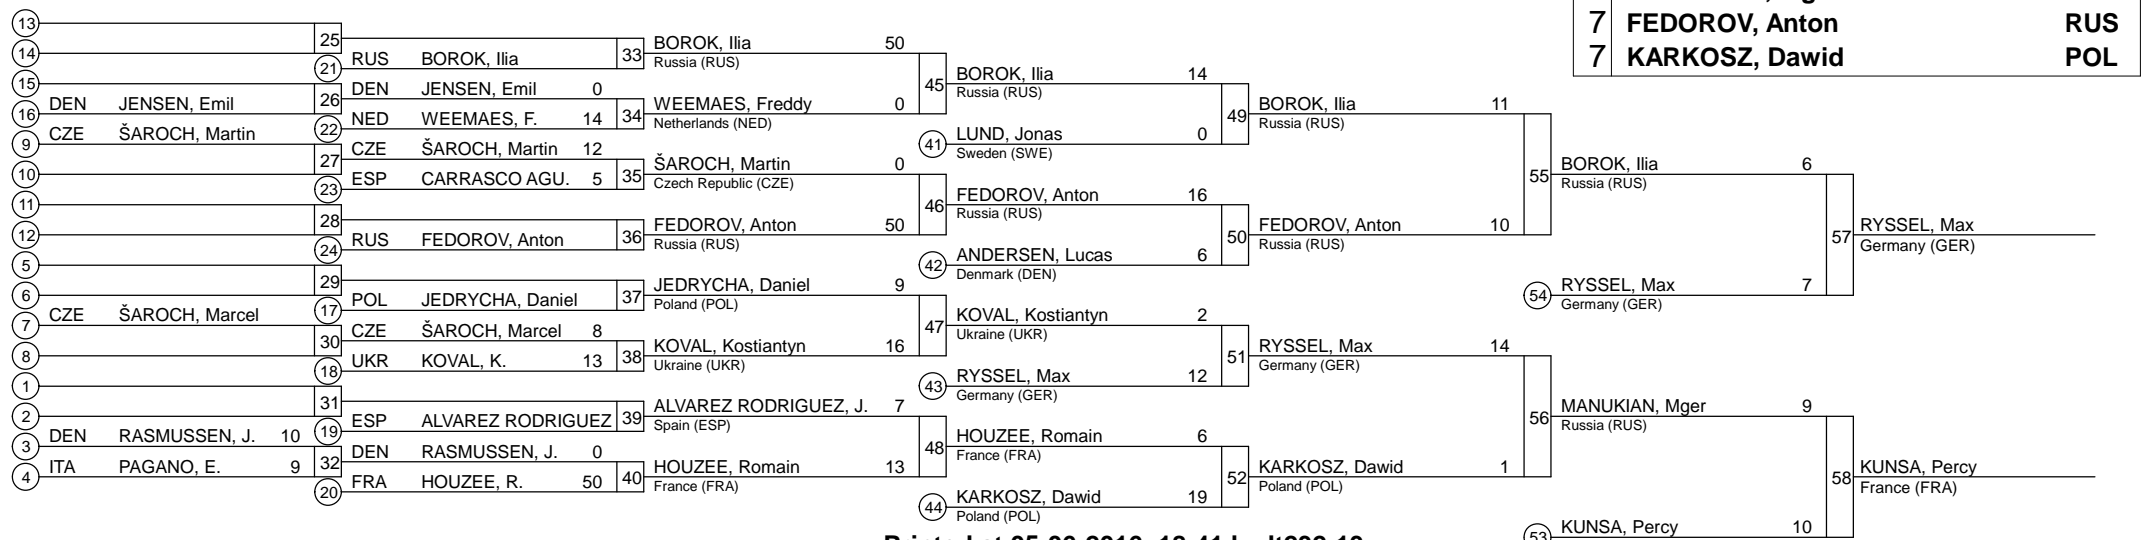 7 FEDOROV, Anton RUS
7 KARKOSZ, Dawid POL
13
14
25
RUS BOROK, Ilia
21
33
BOROK, Ilia 50
Russia (RUS)
15
16 DEN JENSEN, Emil
26
DEN JENSEN, Emil 0
NED WEEMAES, F. 14
22
34
WEEMAES, Freddy 0
Netherlands (NED)
45
BOROK, Ilia 14
Russia (RUS)
41 LUND, Jonas 0
Sweden (SWE)
49
BOROK, Ilia 11
Russia (RUS)
9 CZE ŠAROCH, Martin
10
27
CZE ŠAROCH, Martin 12
ESP CARRASCO AGU. 5
23
35
ŠAROCH, Martin 0
Czech Republic (CZE)
11
12
28
RUS FEDOROV, Anton
24
36
FEDOROV, Anton 50
Russia (RUS)
46
FEDOROV, Anton 16
Russia (RUS)
42 ANDERSEN, Lucas 6
Denmark (DEN)
50
FEDOROV, Anton 10
Russia (RUS)
55
BOROK, Ilia 6
Russia (RUS)
54 RYSSEL, Max 7
Germany (GER)
57
RYSSEL, Max
Germany (GER)
5
6
29
POL JEDRYCHA, Daniel
17
37
JEDRYCHA, Daniel 9
Poland (POL)
7 CZE ŠAROCH, Marcel
8
30
CZE ŠAROCH, Marcel 8
UKR KOVAL, K. 13
18
38
KOVAL, Kostiantyn 16
Ukraine (UKR)
47
KOVAL, Kostiantyn 2
Ukraine (UKR)
43 RYSSEL, Max 12
Germany (GER)
51
RYSSEL, Max 14
Germany (GER)
1
2
31
ESP ALVAREZ RODRIGUEZ
19
39
ALVAREZ RODRIGUEZ, J. 7
Spain (ESP)
3 DEN RASMUSSEN, J. 10
4 ITA PAGANO, E. 9
32
DEN RASMUSSEN, J. 0
FRA HOUZEE, R. 50
20
40
HOUZEE, Romain 13
France (FRA)
48
HOUZEE, Romain 6
France (FRA)
44 KARKOSZ, Dawid 19
Poland (POL)
52
KARKOSZ, Dawid 1
Poland (POL)
56
MANUKIAN, Mger 9
Russia (RUS)
53 KUNSA, Percy 10
58
KUNSA, Percy
France (FRA)